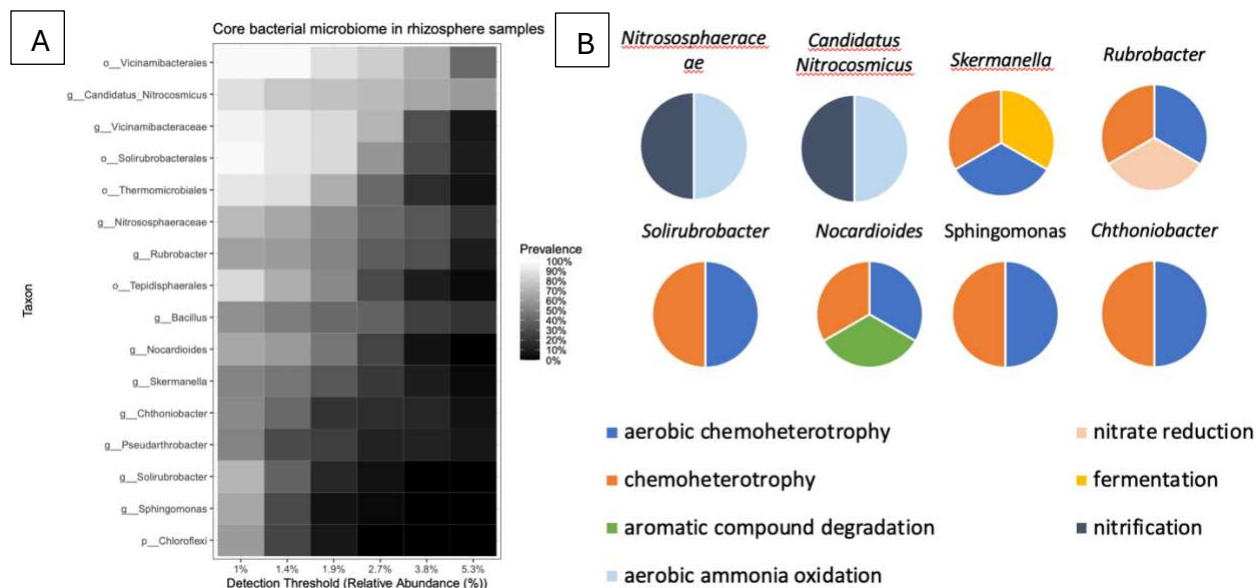 A
Core bacterial microbiome in rhizosphere samples
Taxon
o__Vicinamibacterales
g__Candidatus_Nitrocosmicus
g__Vicinamibacteraceae
o__Solirubrobacterales
o__Thermomicrobiales
g__Nitrososphaeraceae
g__Rubrobacter
o__Tepidisphaerales
g__Bacillus
g__Nocardioides
g__Skermanella
g__Chthoniobacter
g__Pseudarthrobacter
g__Solirubrobacter
g__Sphingomonas
p__Chloroflexi
1%
1.4%
1.9%
2.7%
3.8%
5.3%
Detection Threshold (Relative Abundance (%))
Prevalence
100%
90%
80%
70%
60%
50%
40%
30%
20%
10%
0%
B
Nitrososphaerace
ae
Candidatus
Nitrocosmicus
Skermanella
Rubrobacter
Solirubrobacter
Nocardioides
Sphingomonas
Chthoniobacter
aerobic chemoheterotrophy
chemoheterotrophy
aromatic compound degradation
aerobic ammonia oxidation
nitrate reduction
fermentation
nitrification